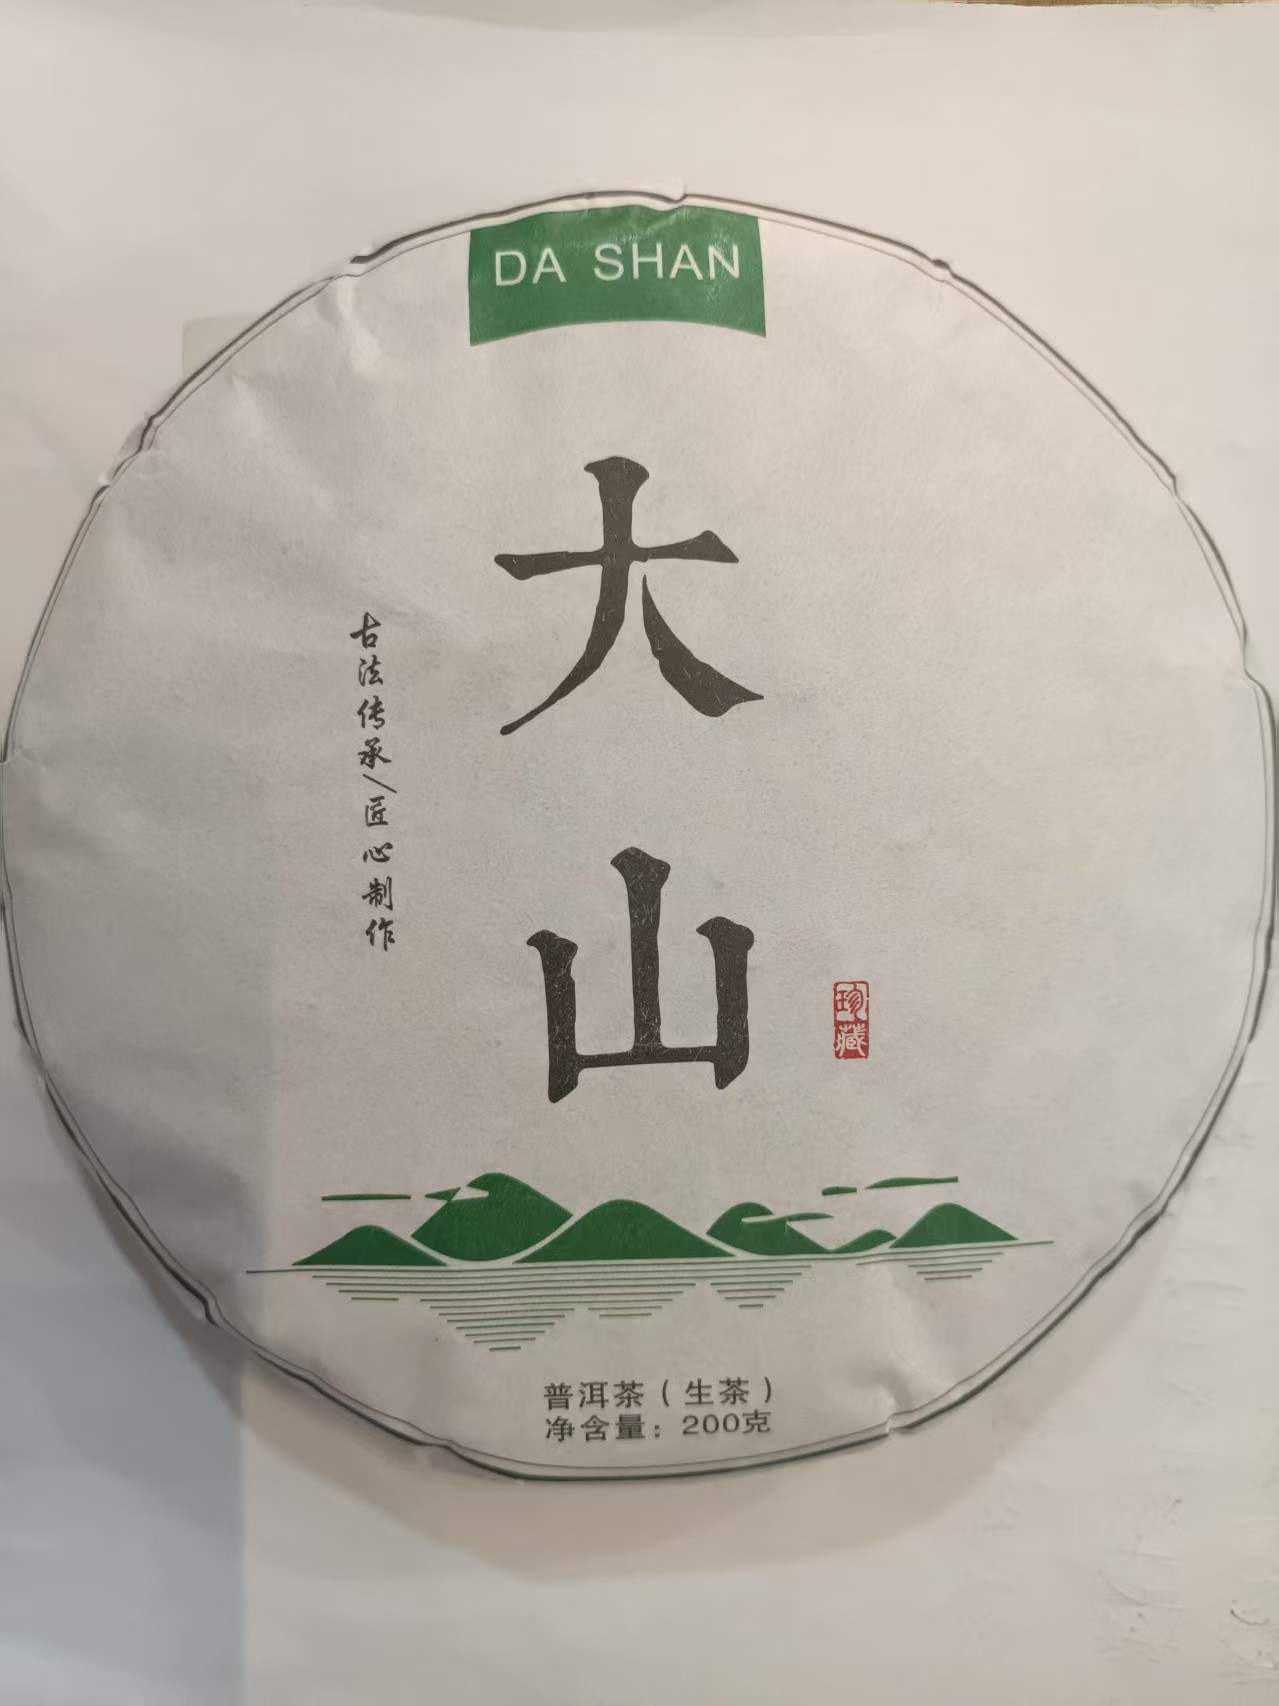 DA SHAN
大山
古法传承/匠心制作
珍藏
普洱茶(生茶)
净含量:200克